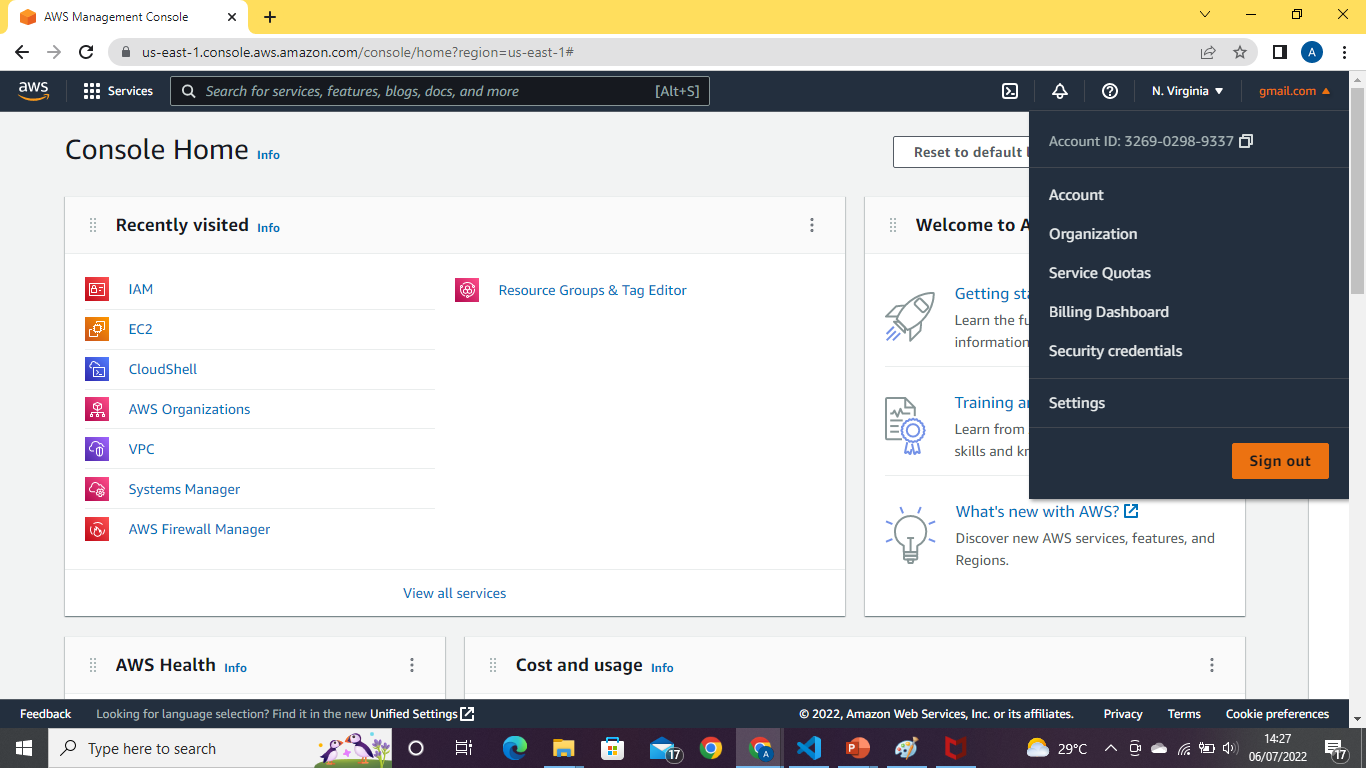 AWS Management Console
us-east-1.console.aws.amazon.com/console/home?region=us-east-1#
A
aws
Services
Search for services, features, blogs, docs, and more
[Alt+S]
N. Virginia
gmail.com
Console Home Info
Reset to default
Account ID: 3269-0298-9337
Account
Organization
Service Quotas
Billing Dashboard
Security credentials
Settings
Sign out
Recently visited Info
IAM
EC2
CloudShell
AWS Organizations
VPC
Systems Manager
AWS Firewall Manager
Resource Groups & Tag Editor
View all services
Welcome to A
Getting sta
Learn the fu
information
Training a
Learn from
skills and kn
What's new with AWS?
Discover new AWS services, features, and
Regions.
AWS Health Info
Cost and usage Info
Feedback
Looking for language selection? Find it in the new Unified Settings
© 2022, Amazon Web Services, Inc. or its affiliates.
Privacy
Terms
Cookie preferences
Type here to search
17
A
29°C
14:27
06/07/2022
17